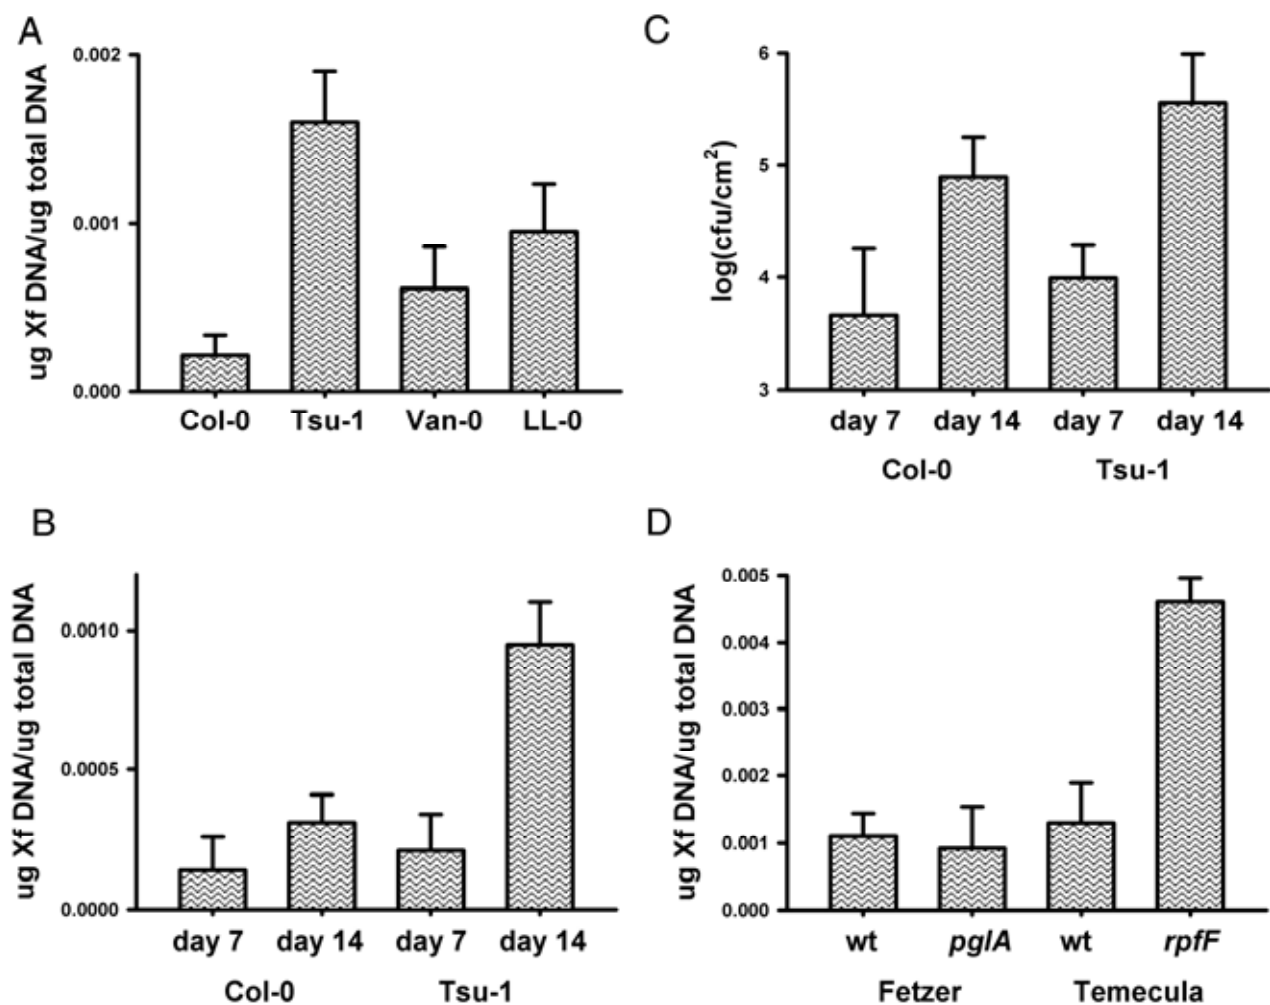 A
ug Xf DNA/ug total DNA
0.002
0.001
0.000
Col-0 Tsu-1 Van-0 LL-0
C
log(cfu/cm²)
6
5
4
3
day 7 day 14 day 7 day 14
Col-0 Tsu-1
B
ug Xf DNA/ug total DNA
0.0010
0.0005
0.0000
day 7 day 14 day 7 day 14
Col-0 Tsu-1
D
ug Xf DNA/ug total DNA
0.005
0.004
0.003
0.002
0.001
0.000
wt pglA wt rpfF
Fetzer Temecula